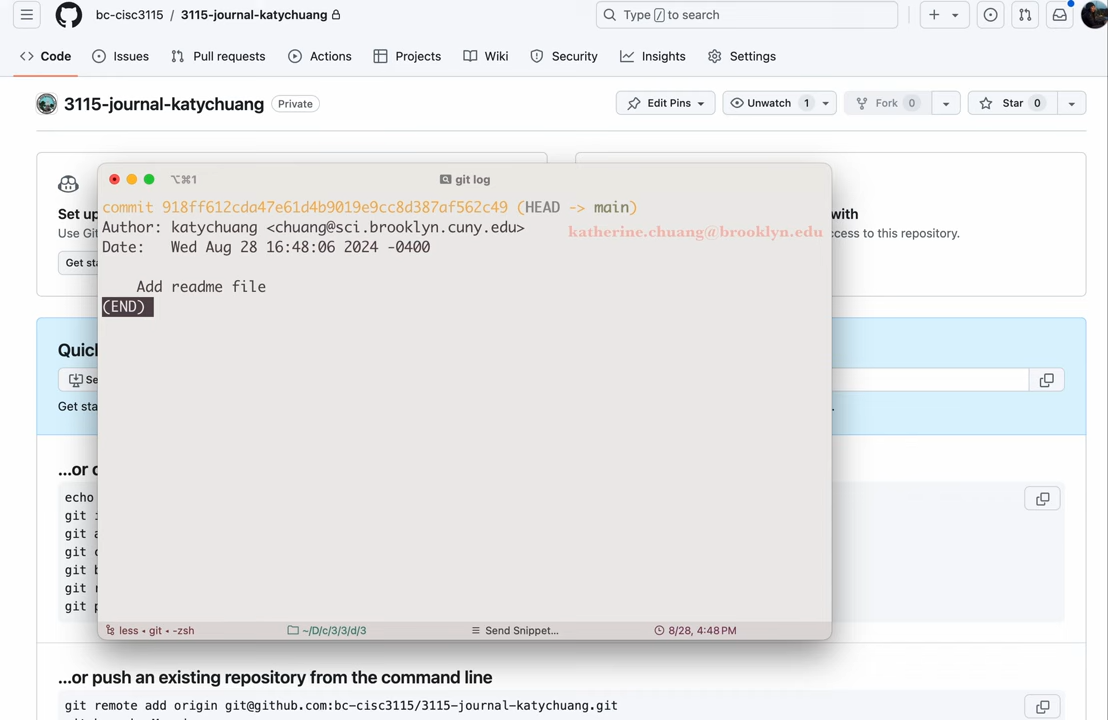 bc-cisc3115 / 3115-journal-katychuang
Type / to search
Code Issues Pull requests Actions Projects Wiki Security Insights Settings
3115-journal-katychuang Private
Edit Pins Unwatch 1 Fork 0 Star 0
⌥⌘1 git log
commit 918ff612cda47e61d4b9019e9cc8d387af562c49 (HEAD -> main)
Set up with
Author: katychuang <chuang@sci.brooklyn.cuny.edu> katherine.chuang@brooklyn.edu
Use Git ccess to this repository.
Date: Wed Aug 28 16:48:06 2024 -0400
Get sta
Add readme file
(END)
Quick
Se
Get sta .
...or c
echo
git i
git a
git c
git b
git r
git p
less ◂ git ◂ -zsh ~/D/c/3/3/d/3 Send Snippet... 8/28, 4:48 PM
...or push an existing repository from the command line
git remote add origin git@github.com:bc-cisc3115/3115-journal-katychuang.git